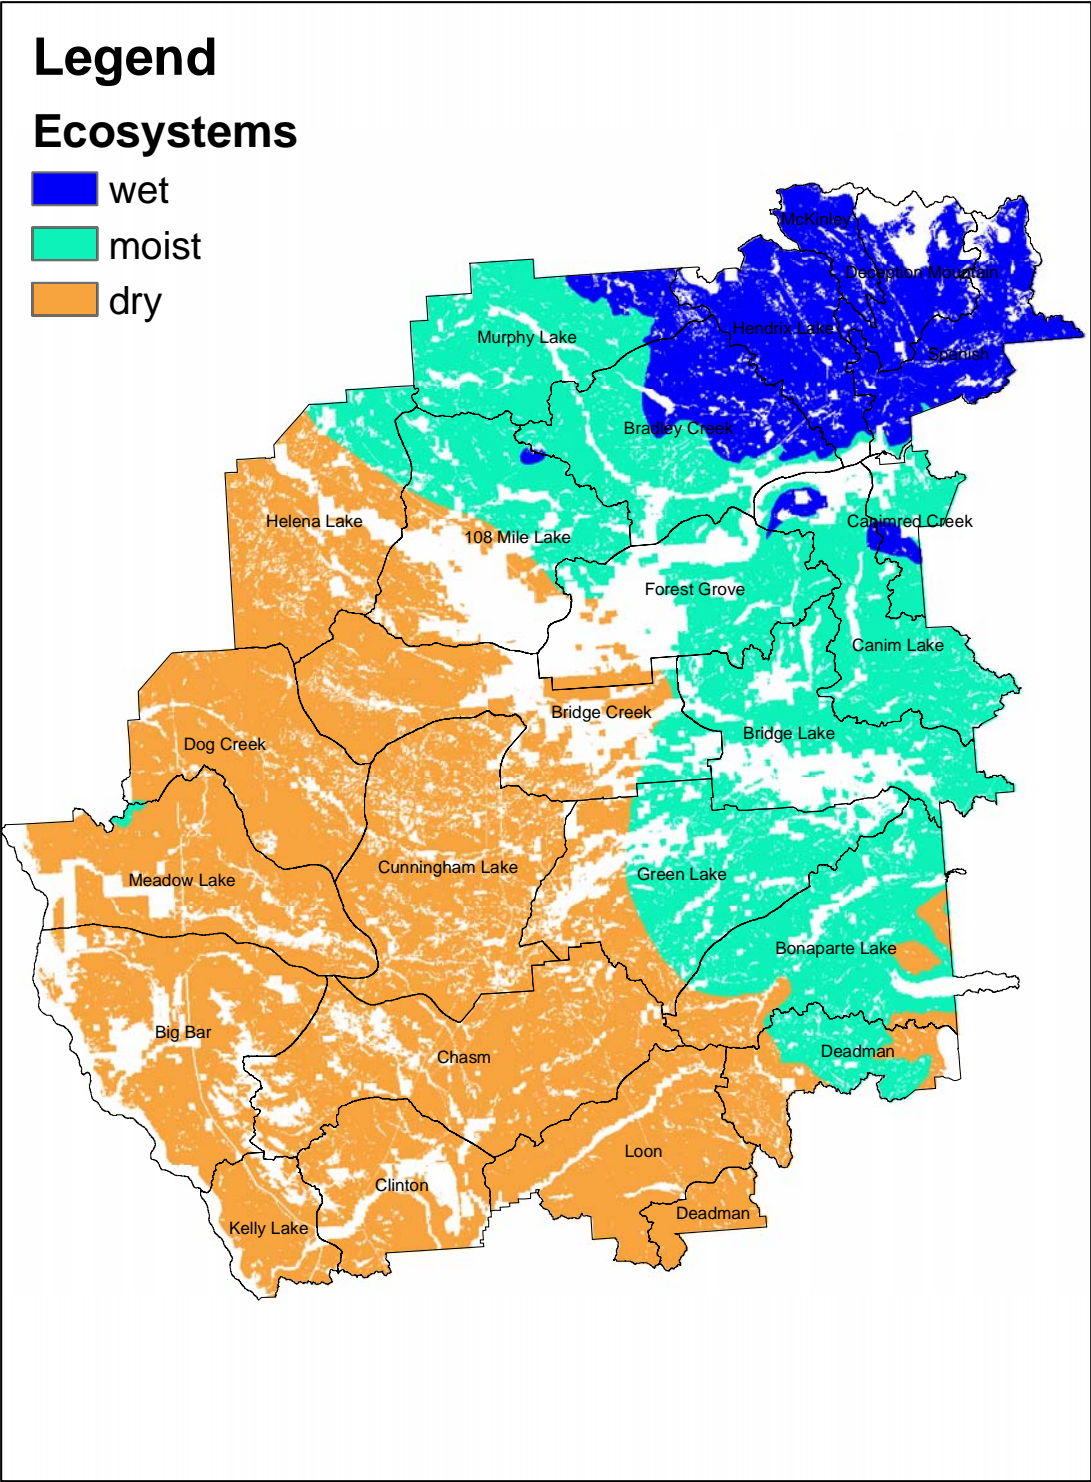 Legend
Ecosystems
wet
moist
dry
McKinley
Deception Mountain
Hendrix Lake
Murphy Lake
Spanish
Bradley Creek
Helena Lake
Canimred Creek
108 Mile Lake
Forest Grove
Canim Lake
Bridge Creek
Bridge Lake
Dog Creek
Cunningham Lake
Green Lake
Meadow Lake
Bonaparte Lake
Big Bar
Chasm
Deadman
Loon
Clinton
Deadman
Kelly Lake